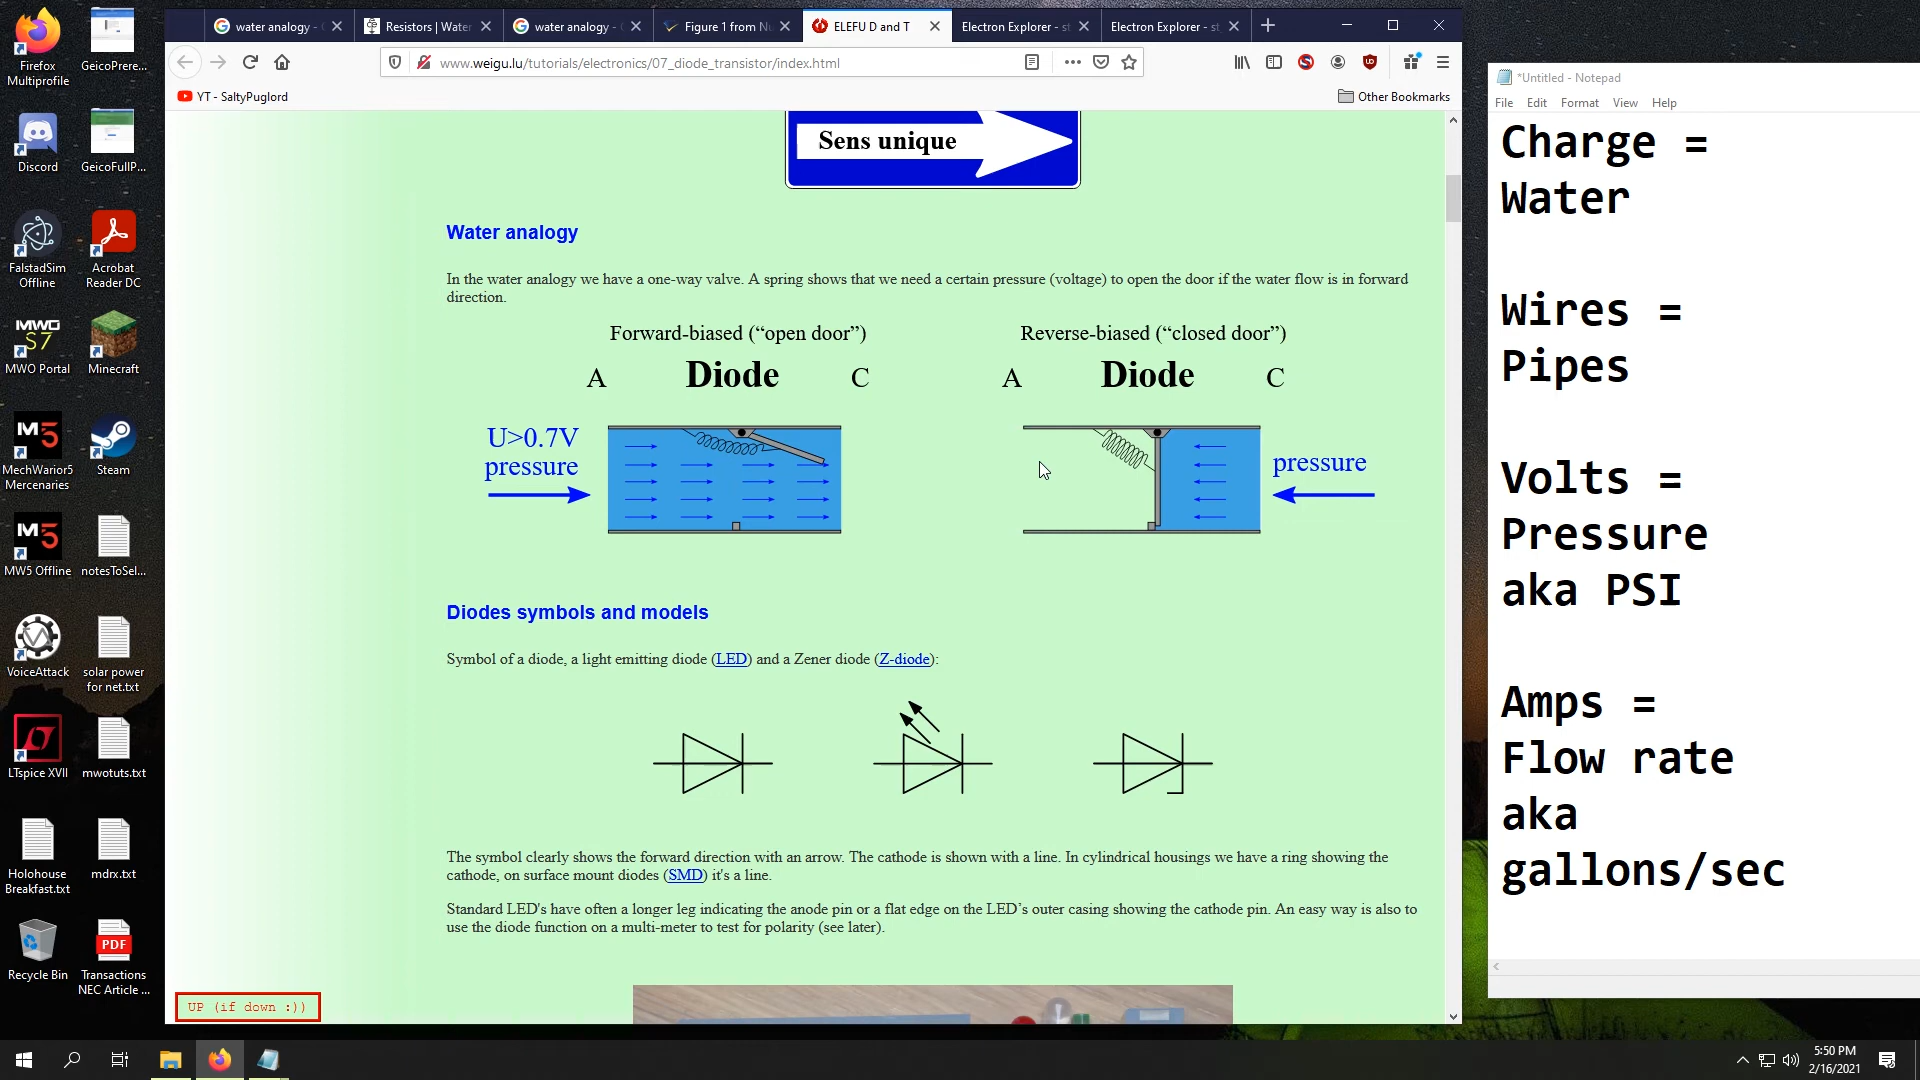 Firefox
Multiprofile
GeicoPrere...
Discord
GeicoFullP...
FalstadSim
Offline
Acrobat
Reader DC
MWO
S7
MWO Portal
Minecraft
M5
MechWarior5
Mercenaries
Steam
M5
MW5 Offline
notesToSel...
VoiceAttack
solar power
for net.txt
LTspice XVII
mwotuts.txt
Holohouse
Breakfast.txt
mdrx.txt
Recycle Bin
PDF
Transactions
NEC Article ...
water analogy -
Resistors | Water
water analogy -
Figure 1 from Nu
ELEFU D and T
Electron Explorer - st
Electron Explorer - st
www.weigu.lu/tutorials/electronics/07_diode_transistor/index.html
YT - SaltyPuglord
Other Bookmarks
Sens unique
Water analogy
In the water analogy we have a one-way valve. A spring shows that we need a certain pressure (voltage) to open the door if the water flow is in forward
direction.
Forward-biased (“open door”)
A Diode C
U>0.7V
pressure
Reverse-biased (“closed door”)
A Diode C
pressure
Diodes symbols and models
Symbol of a diode, a light emitting diode (LED) and a Zener diode (Z-diode):
The symbol clearly shows the forward direction with an arrow. The cathode is shown with a line. In cylindrical housings we have a ring showing the
cathode, on surface mount diodes (SMD) it's a line.
Standard LED's have often a longer leg indicating the anode pin or a flat edge on the LED’s outer casing showing the cathode pin. An easy way is also to
use the diode function on a multi-meter to test for polarity (see later).
UP (if down :))
*Untitled - Notepad
File Edit Format View Help
Charge =
Water
Wires =
Pipes
Volts =
Pressure
aka PSI
Amps =
Flow rate
aka
gallons/sec
5:50 PM
2/16/2021